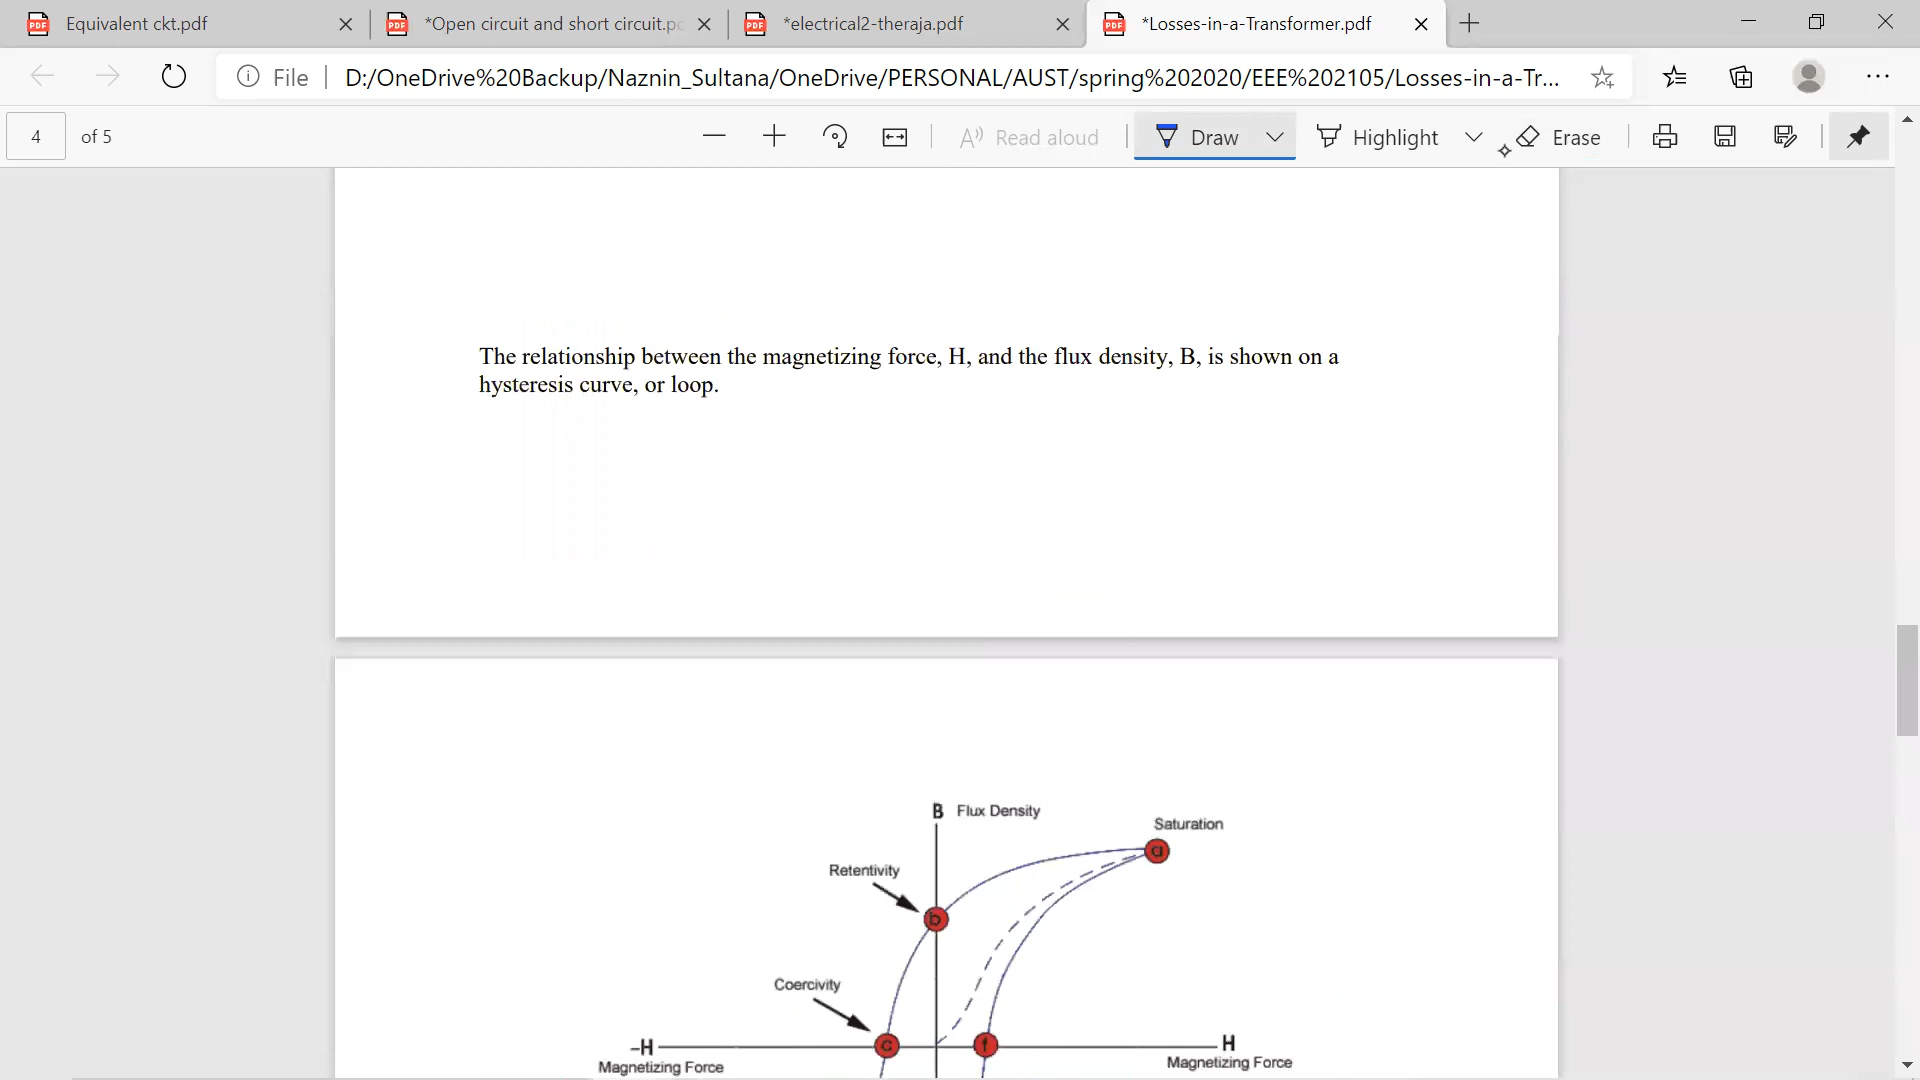 Equivalent ckt.pdf
*Open circuit and short circuit.pd
*electrical2-theraja.pdf
*Losses-in-a-Transformer.pdf
File
D:/OneDrive%20Backup/Naznin_Sultana/OneDrive/PERSONAL/AUST/spring%202020/EEE%202105/Losses-in-a-Tr...
4 of 5
Read aloud
Draw
Highlight
Erase
The relationship between the magnetizing force, H, and the flux density, B, is shown on a
hysteresis curve, or loop.
B Flux Density
Saturation
a
Retentivity
b
Coercivity
-H
c
f
H
Magnetizing Force
Magnetizing Force